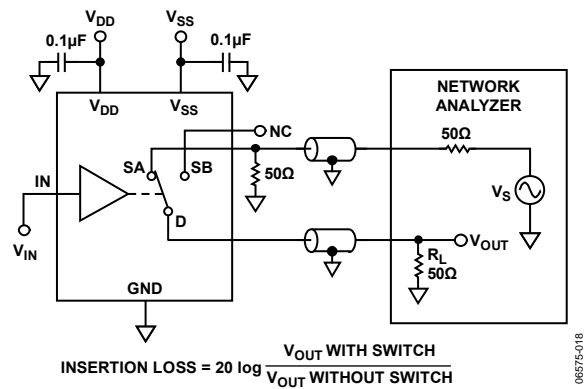 VDD
VSS
0.1µF
0.1µF
VDD
VSS
NETWORK
ANALYZER
NC
50Ω
SA
SB
50Ω
IN
VS
D
VIN
VOUT
RL
50Ω
GND
INSERTION LOSS = 20 log VOUT WITH SWITCH
VOUT WITHOUT SWITCH
06575-018